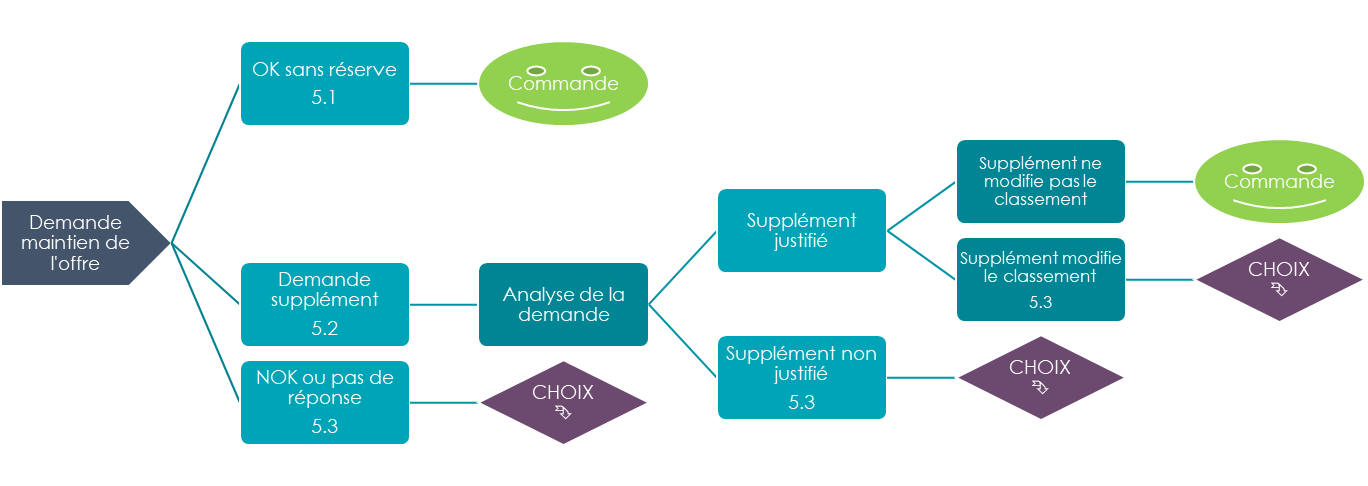 OK sans réserve
5.1
Commande
Demande
maintien de
l'offre
Demande
supplément
5.2
Analyse de la
demande
NOK ou pas de
réponse
5.3
CHOIX
Supplément
justifié
Supplément ne
modifie pas le
classement
Commande
Supplément modifie
le classement
5.3
CHOIX
Supplément non
justifié
5.3
CHOIX